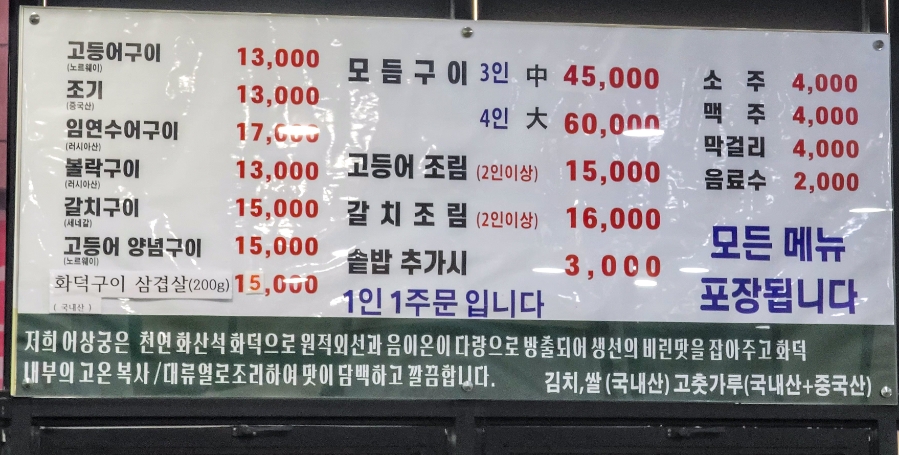 고등어구이 13,000
(노르웨이)
조기 13,000
(중국산)
임연수어구이 17,000
(러시아산)
볼락구이 13,000
(러시아산)
갈치구이 15,000
(세네갈)
고등어 양념구이 15,000
(노르웨이)
화덕구이 삼겹살(200g) 15,000
( 국내산 )
모듬구이 3인 中 45,000
4인 大 60,000
고등어 조림 (2인이상) 15,000
갈치조림 (2인이상) 16,000
솥밥 추가시 3,000
1인 1주문 입니다
소 주 4,000
맥 주 4,000
막걸리 4,000
음료수 2,000
모든 메뉴
포장됩니다
저희 어상궁은 천연 화산석 화덕으로 원적외선과 음이온이 다량으로 방출되어 생선의 비린맛을 잡아주고 화덕
내부의 고온 복사/대류열로 조리하여 맛이 담백하고 깔끔합니다.
김치,쌀 (국내산) 고춧가루(국내산+중국산)